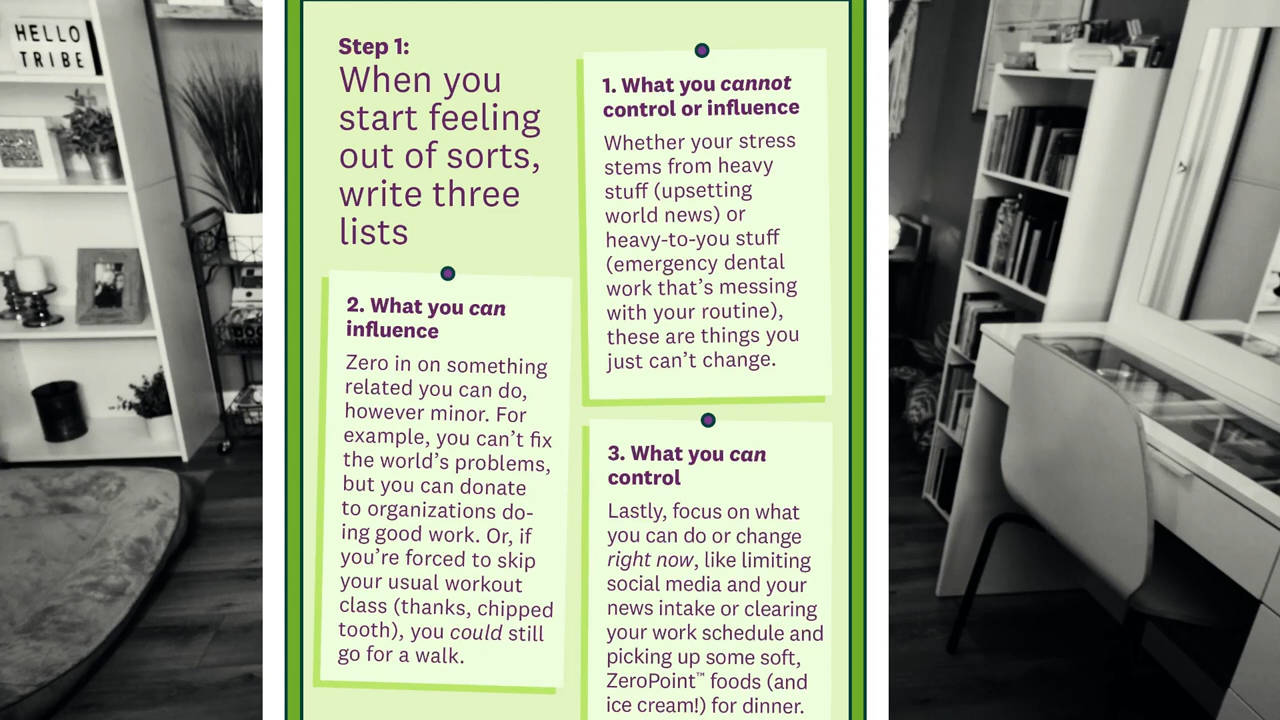 HELLO
TRIBE
Step 1:
When you
start feeling
out of sorts,
write three
lists
1. What you cannot
control or influence
Whether your stress
stems from heavy
stuff (upsetting
world news) or
heavy-to-you stuff
(emergency dental
work that's messing
with your routine),
these are things you
just can't change.
2. What you can
influence
Zero in on something
related you can do,
however minor. For
example, you can't fix
the world's problems,
but you can donate
to organizations do-
ing good work. Or, if
you're forced to skip
your usual workout
class (thanks, chipped
tooth), you could still
go for a walk.
3. What you can
control
Lastly, focus on what
you can do or change
right now, like limiting
social media and your
news intake or clearing
your work schedule and
picking up some soft,
ZeroPoint™ foods (and
ice cream!) for dinner.